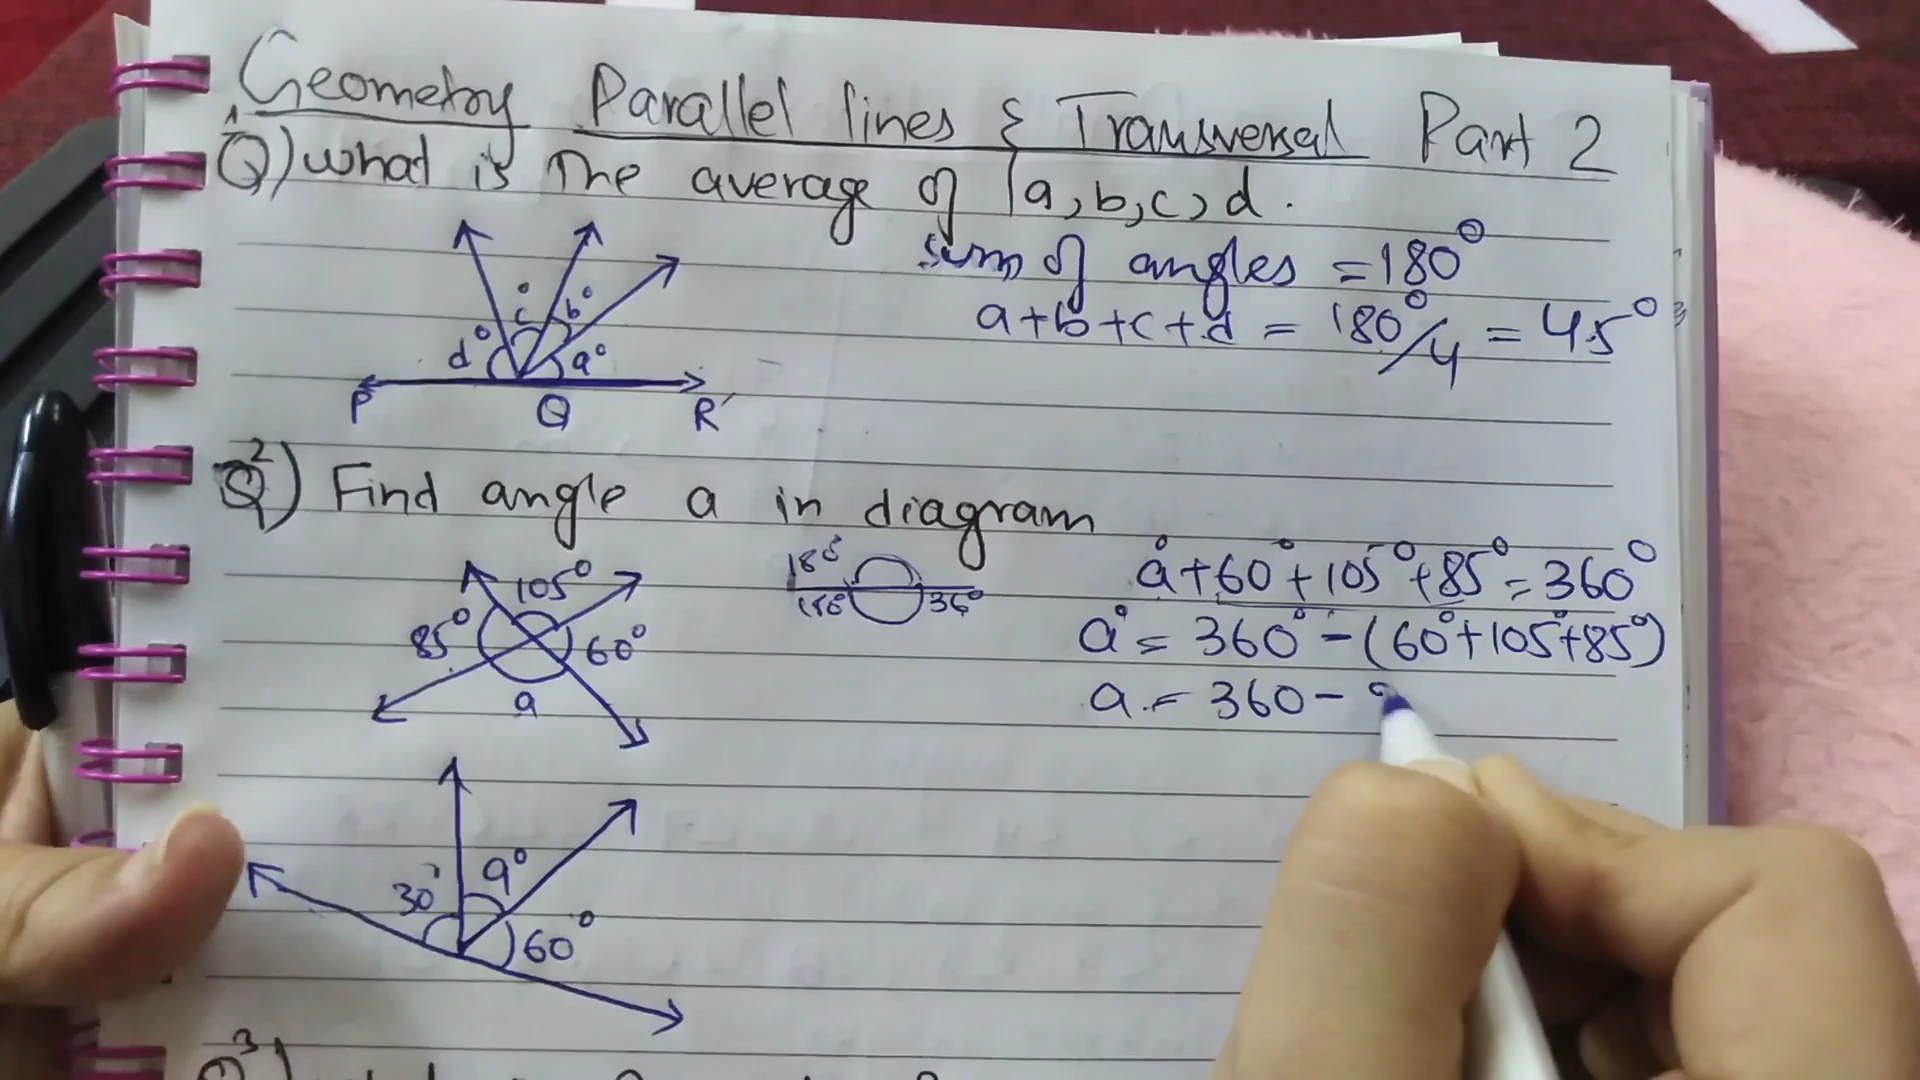 Geometry Parallel lines & Transversal Part 2
Q1) what is the average of a, b, c, d.
sum of angles = 180°
a+b+c+d = 180°/4 = 45°
d° c° b° a°
P Q R
Q2) Find angle a in diagram
105°
85° 60°
a
180°
180° 360°
a°+60°+105°+85°=360°
a° = 360° - (60°+105°+85°)
a = 360 -
30° a°
60°